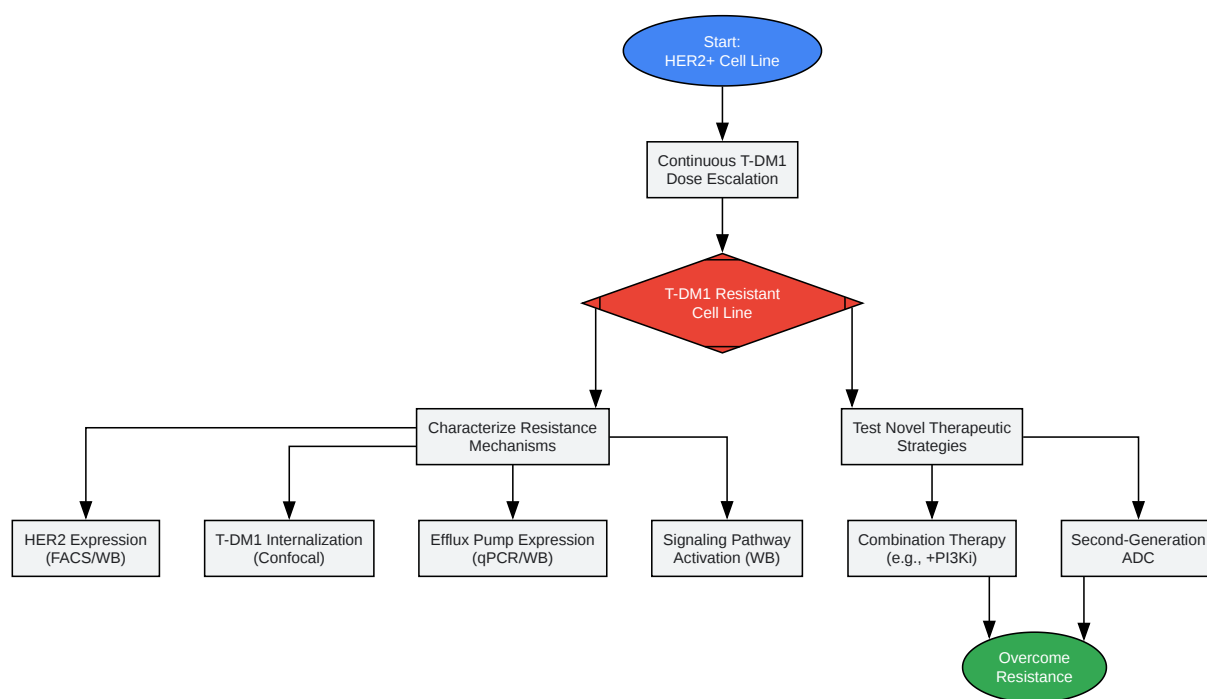 Start:
HER2+ Cell Line
Continuous T-DM1
Dose Escalation
T-DM1 Resistant
Cell Line
Characterize Resistance
Mechanisms
Test Novel Therapeutic
Strategies
HER2 Expression
(FACS/WB)
T-DM1 Internalization
(Confocal)
Efflux Pump Expression
(qPCR/WB)
Signaling Pathway
Activation (WB)
Combination Therapy
(e.g., +PI3Ki)
Second-Generation
ADC
Overcome
Resistance